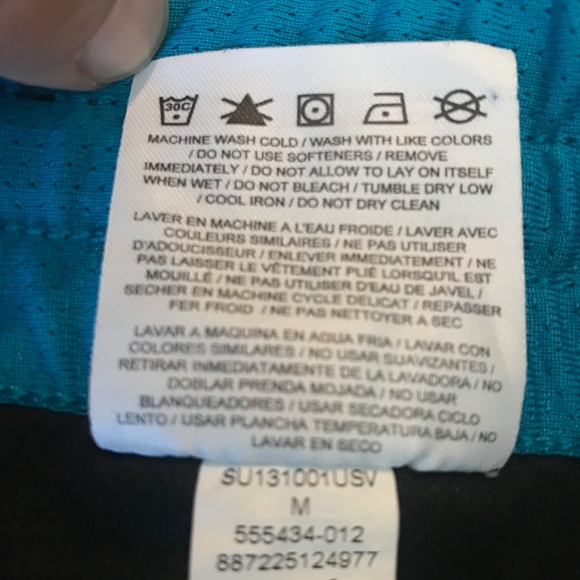 30C
MACHINE WASH COLD / WASH WITH LIKE COLORS
/ DO NOT USE SOFTENERS / REMOVE
IMMEDIATELY / DO NOT ALLOW TO LAY ON ITSELF
WHEN WET / DO NOT BLEACH / TUMBLE DRY LOW
/ COOL IRON / DO NOT DRY CLEAN
LAVER EN MACHINE A L'EAU FROIDE / LAVER AVEC
COULEURS SIMILAIRES / NE PAS UTILISER
D'ADOUCISSEUR / ENLEVER IMMEDIATEMENT / NE
PAS LAISSER LE VÊTEMENT PLIÉ LORSQU'IL EST
MOUILLÉ / NE PAS UTILISER D'EAU DE JAVEL /
SECHER EN MACHINE CYCLE DELICAT / REPASSER
FER FROID / NE PAS NETTOYER A SEC
LAVAR A MAQUINA EN AGUA FRIA / LAVAR CON
COLORES SIMILARES / NO USAR SUAVIZANTES /
RETIRAR INMEDIATAMENTE DE LA LAVADORA / NO
DOBLAR PRENDA MOJADA / NO USAR
BLANQUEADORES / USAR SECADORA CICLO
LENTO / USAR PLANCHA TEMPERATURA BAJA / NO
LAVAR EN SECO
SU131001USV
M
555434-012
887225124977